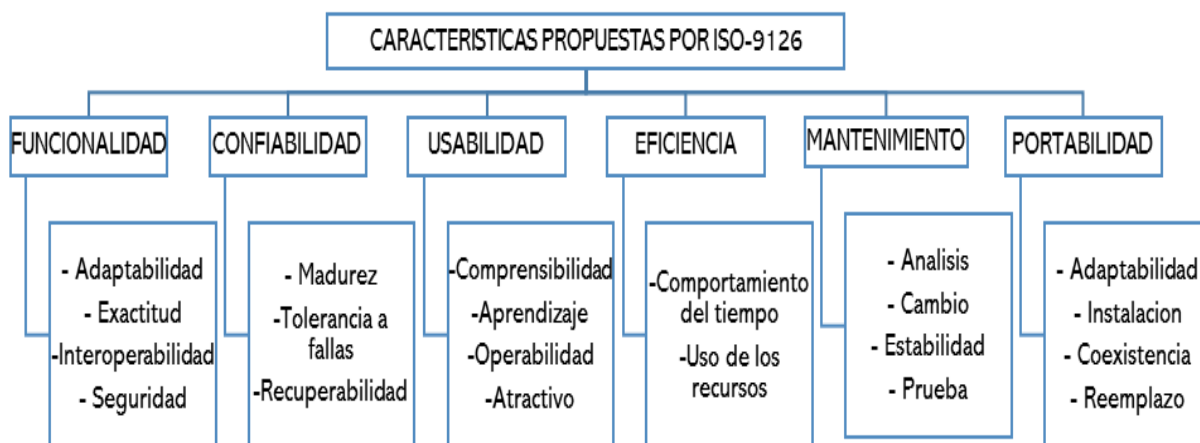 CARACTERISTICAS PROPUESTAS POR ISO-9126
FUNCIONALIDAD
- Adaptabilidad
- Exactitud
-Interoperabilidad
- Seguridad
CONFIABILIDAD
- Madurez
-Tolerancia a
fallas
-Recuperabilidad
USABILIDAD
-Comprensibilidad
-Aprendizaje
-Operabilidad
-Atractivo
EFICIENCIA
-Comportamiento
del tiempo
-Uso de los
recursos
MANTENIMIENTO
- Analisis
- Cambio
- Estabilidad
- Prueba
PORTABILIDAD
- Adaptabilidad
- Instalacion
- Coexistencia
- Reemplazo